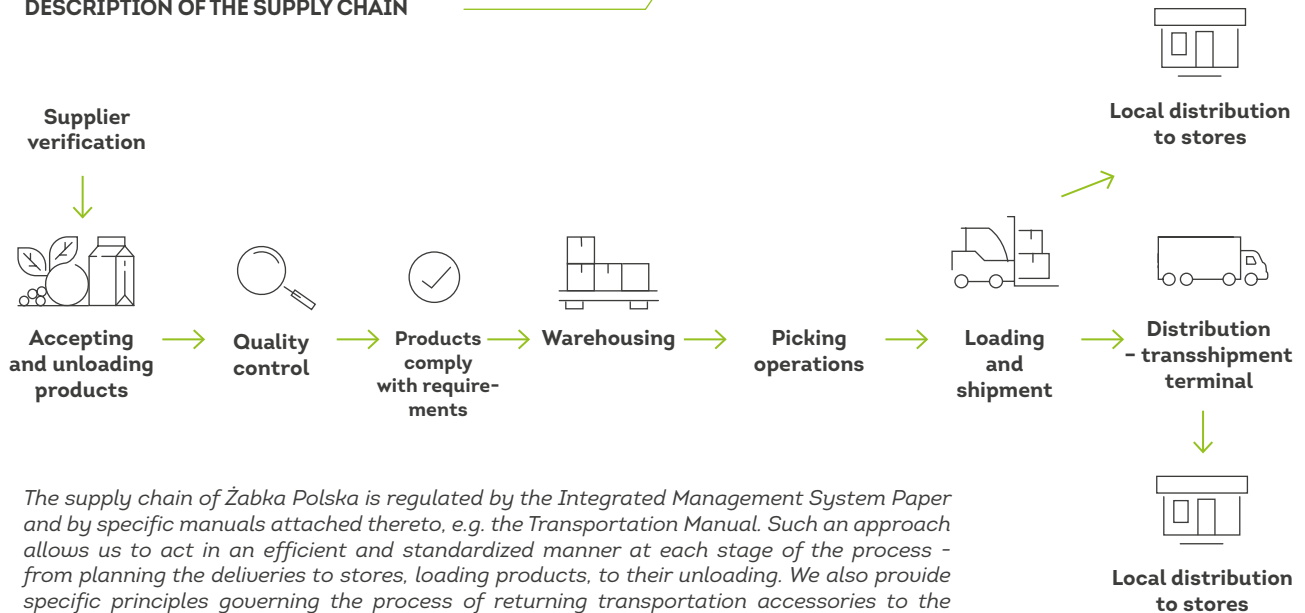 DESCRIPTION OF THE SUPPLY CHAIN
Local distribution
to stores
Supplier
verification
Accepting
and unloading
products
Quality
control
Products
comply
with require-
ments
Warehousing
Picking
operations
Loading
and
shipment
Distribution
– transshipment
terminal
Local distribution
to stores
The supply chain of Żabka Polska is regulated by the Integrated Management System Paper
and by specific manuals attached thereto, e.g. the Transportation Manual. Such an approach
allows us to act in an efficient and standardized manner at each stage of the process -
from planning the deliveries to stores, loading products, to their unloading. We also provide
specific principles governing the process of returning transportation accessories to the